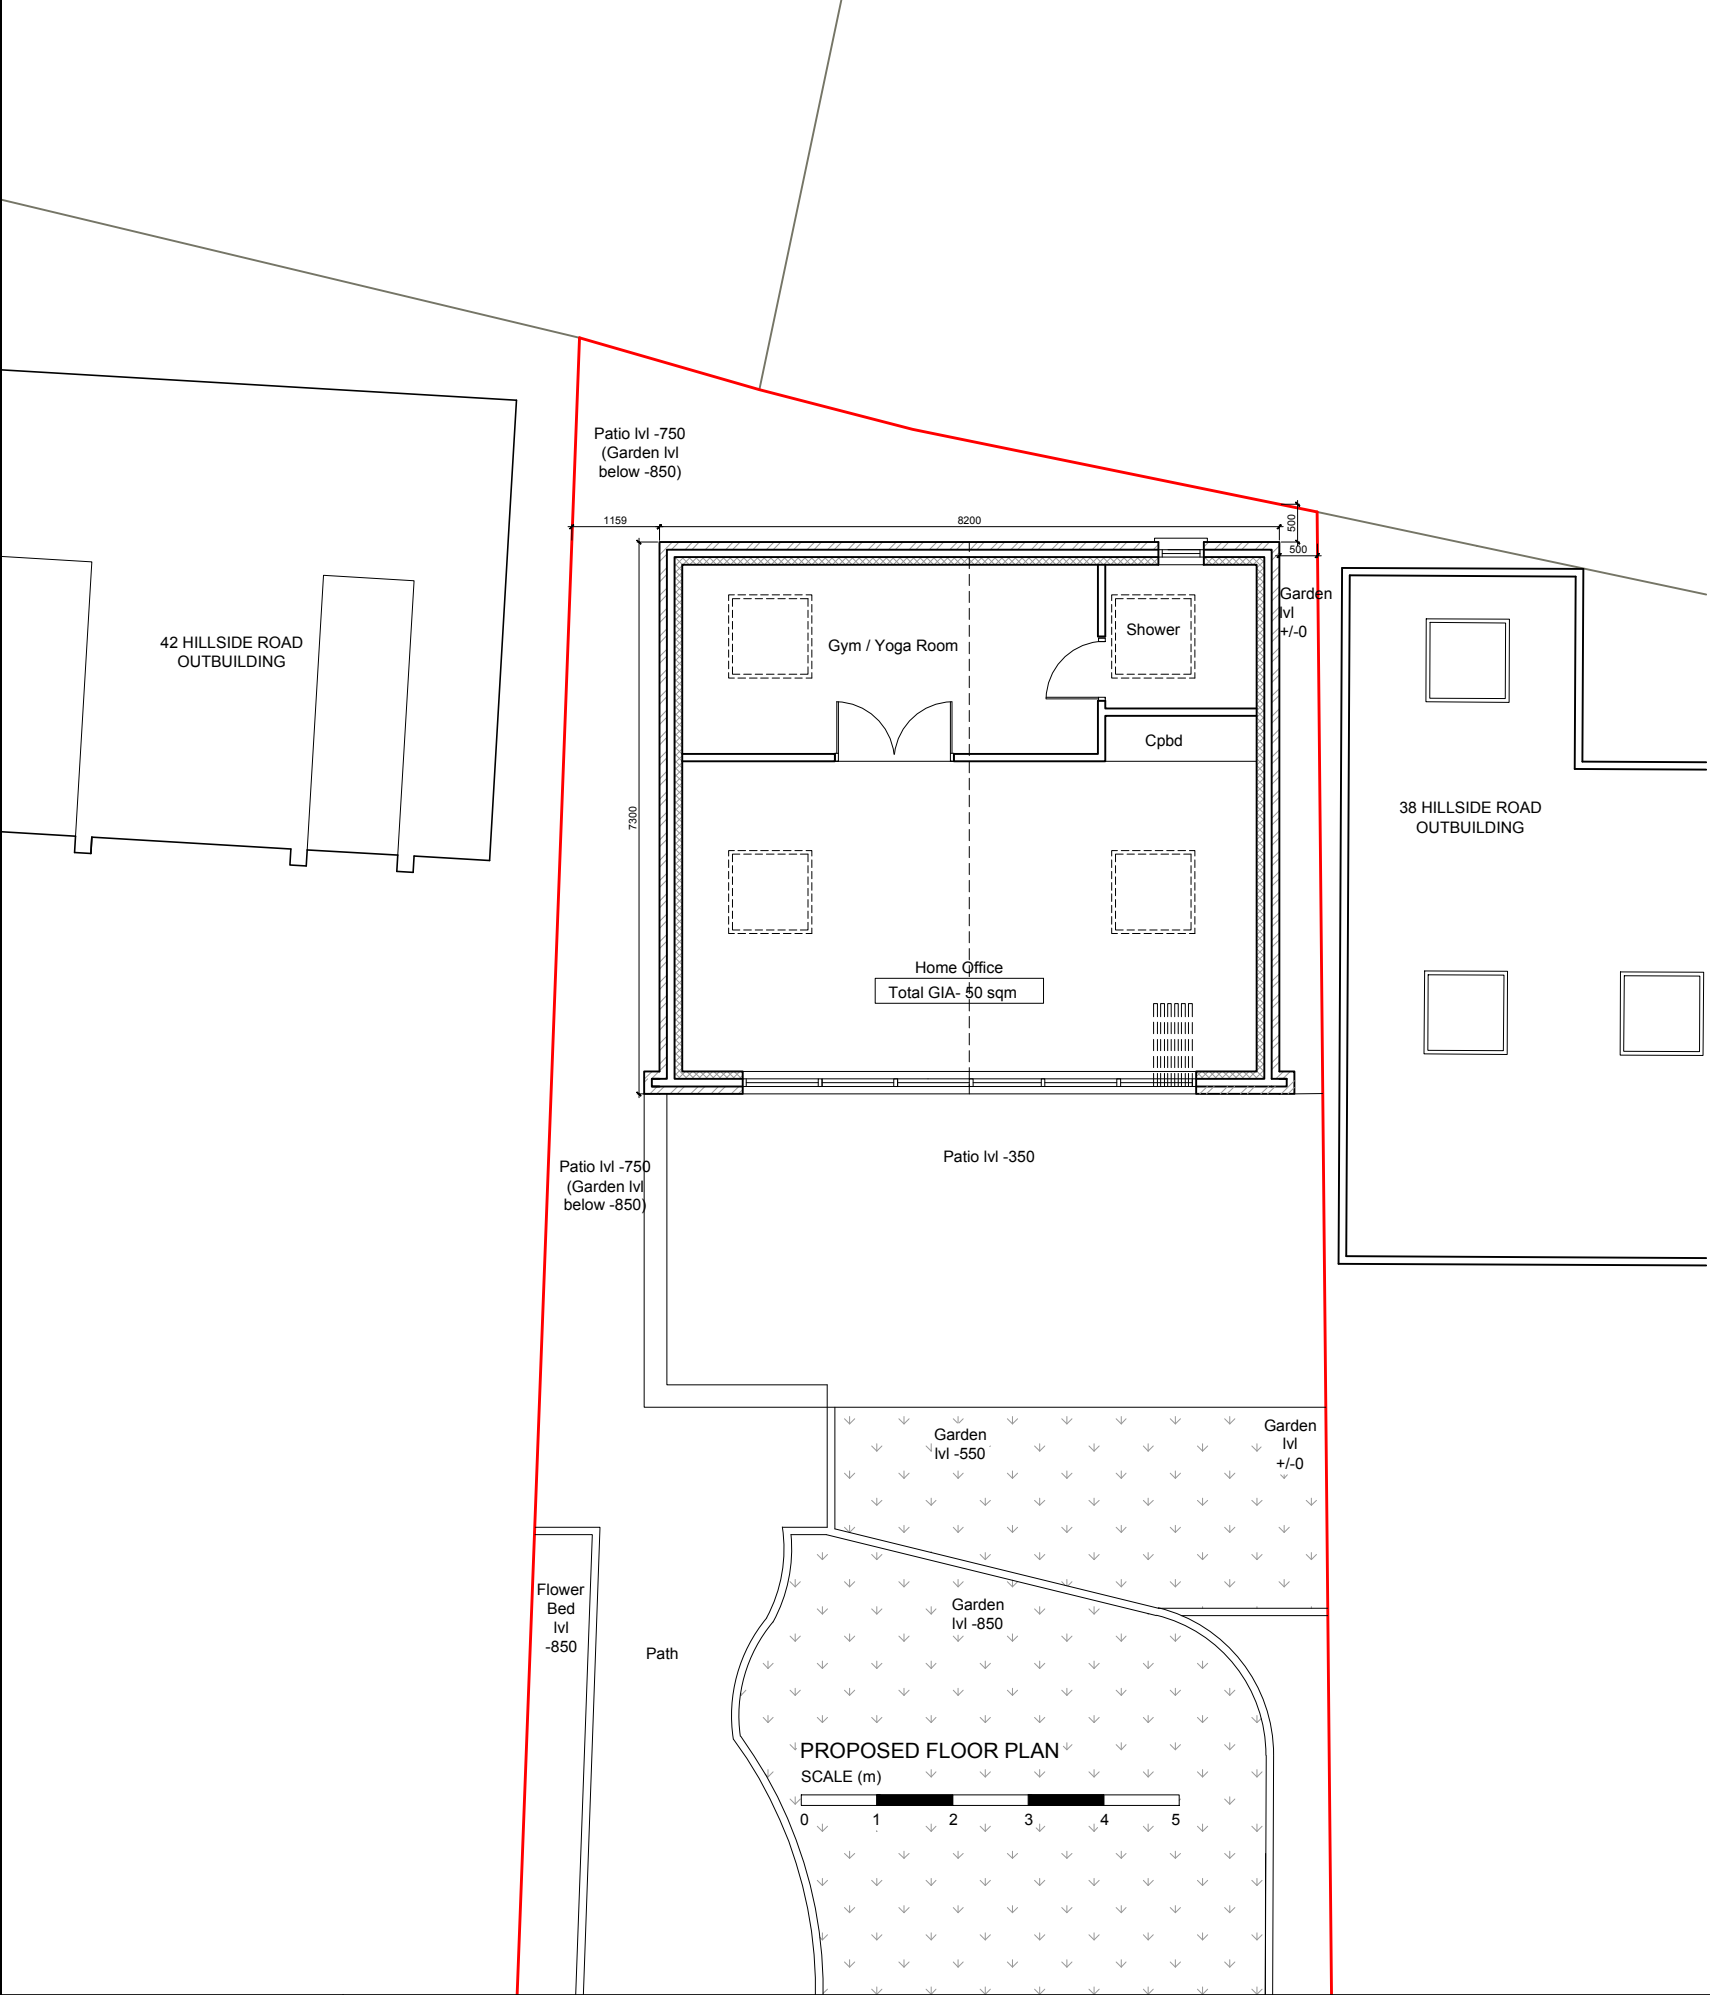 Patio lvl -750
(Garden lvl
below -850)
1159
8200
500
500
Garden
lvl
+/-0
42 HILLSIDE ROAD
OUTBUILDING
Gym / Yoga Room
Shower
Cpbd
7300
38 HILLSIDE ROAD
OUTBUILDING
Home Office
Total GIA- 50 sqm
Patio lvl -350
Patio lvl -750
(Garden lvl
below -850)
Garden
lvl -550
Garden
lvl
+/-0
Flower
Bed
lvl
-850
Garden
lvl -850
Path
PROPOSED FLOOR PLAN
SCALE (m)
0 1 2 3 4 5